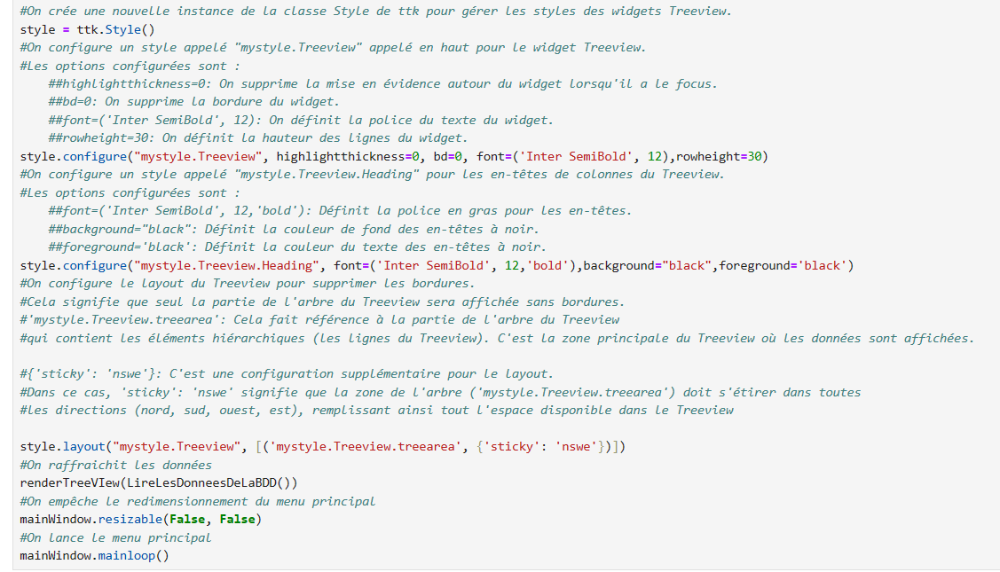 #On crée une nouvelle instance de la classe Style de ttk pour gérer les styles des widgets Treeview.
style = ttk.Style()
#On configure un style appelé "mystyle.Treeview" appelé en haut pour le widget Treeview.
#Les options configurées sont :
    ##highlightthickness=0: On supprime la mise en évidence autour du widget lorsqu'il a le focus.
    ##bd=0: On supprime la bordure du widget.
    ##font=('Inter SemiBold', 12): On définit la police du texte du widget.
    ##rowheight=30: On définit la hauteur des lignes du widget.
style.configure("mystyle.Treeview", highlightthickness=0, bd=0, font=('Inter SemiBold', 12),rowheight=30)
#On configure un style appelé "mystyle.Treeview.Heading" pour les en-têtes de colonnes du Treeview.
#Les options configurées sont :
    ##font=('Inter SemiBold', 12,'bold'): Définit la police en gras pour les en-têtes.
    ##background="black": Définit la couleur de fond des en-têtes à noir.
    ##foreground='black': Définit la couleur du texte des en-têtes à noir.
style.configure("mystyle.Treeview.Heading", font=('Inter SemiBold', 12,'bold'),background="black",foreground='black')
#On configure le layout du Treeview pour supprimer les bordures.
#Cela signifie que seul la partie de l'arbre du Treeview sera affichée sans bordures.
#'mystyle.Treeview.treearea': Cela fait référence à la partie de l'arbre du Treeview
#qui contient les éléments hiérarchiques (les lignes du Treeview). C'est la zone principale du Treeview où les données sont affichées.

#{'sticky': 'nswe'}: C'est une configuration supplémentaire pour le layout.
#Dans ce cas, 'sticky': 'nswe' signifie que la zone de l'arbre ('mystyle.Treeview.treearea') doit s'étirer dans toutes
#les directions (nord, sud, ouest, est), remplissant ainsi tout l'espace disponible dans le Treeview

style.layout("mystyle.Treeview", [('mystyle.Treeview.treearea', {'sticky': 'nswe'})])
#On raffraichit les données
renderTreeVIew(LireLesDonneesDeLaBDD())
#On empêche le redimensionnement du menu principal
mainWindow.resizable(False, False)
#On lance le menu principal
mainWindow.mainloop()